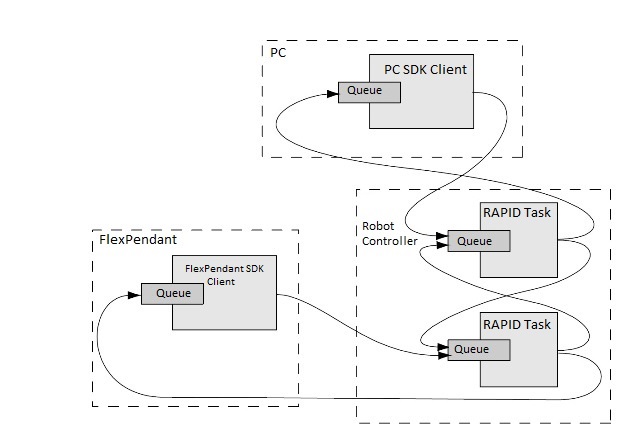 PC
PC SDK Client
Queue
RAPID Task
Robot
Controller
Queue
FlexPendant
FlexPendant SDK
Client
Queue
RAPID Task
Queue